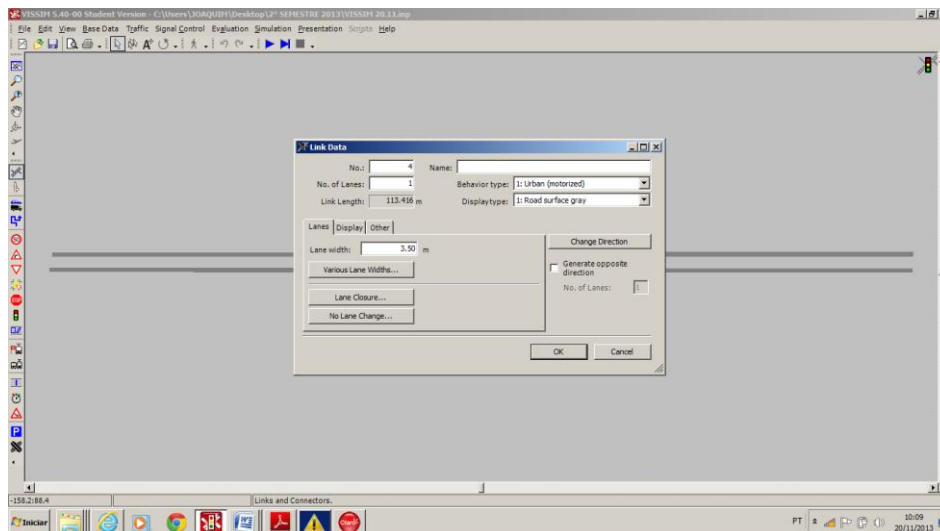 VISSIM 5.40-00 Student Version - C:\Users\JOAQUIM\Desktop\2° SEMESTRE 2013\VISSIM 20.11.inp
File Edit View Base Data Traffic Signal Control Evaluation Simulation Presentation Scripts Help
Link Data
No.: 4 Name:
No. of Lanes: 1 Behavior type: 1: Urban (motorized)
Link Length: 113.416 m Display type: 1: Road surface gray
Lanes Display Other
Lane width: 3.50 m
Change Direction
Various Lane Widths...
Generate opposite
direction
No. of Lanes: 1
Lane Closure...
No Lane Change...
OK Cancel
-158.2:88.4 Links and Connectors.
Iniciar
Claro
PT 10:09
20/11/2013